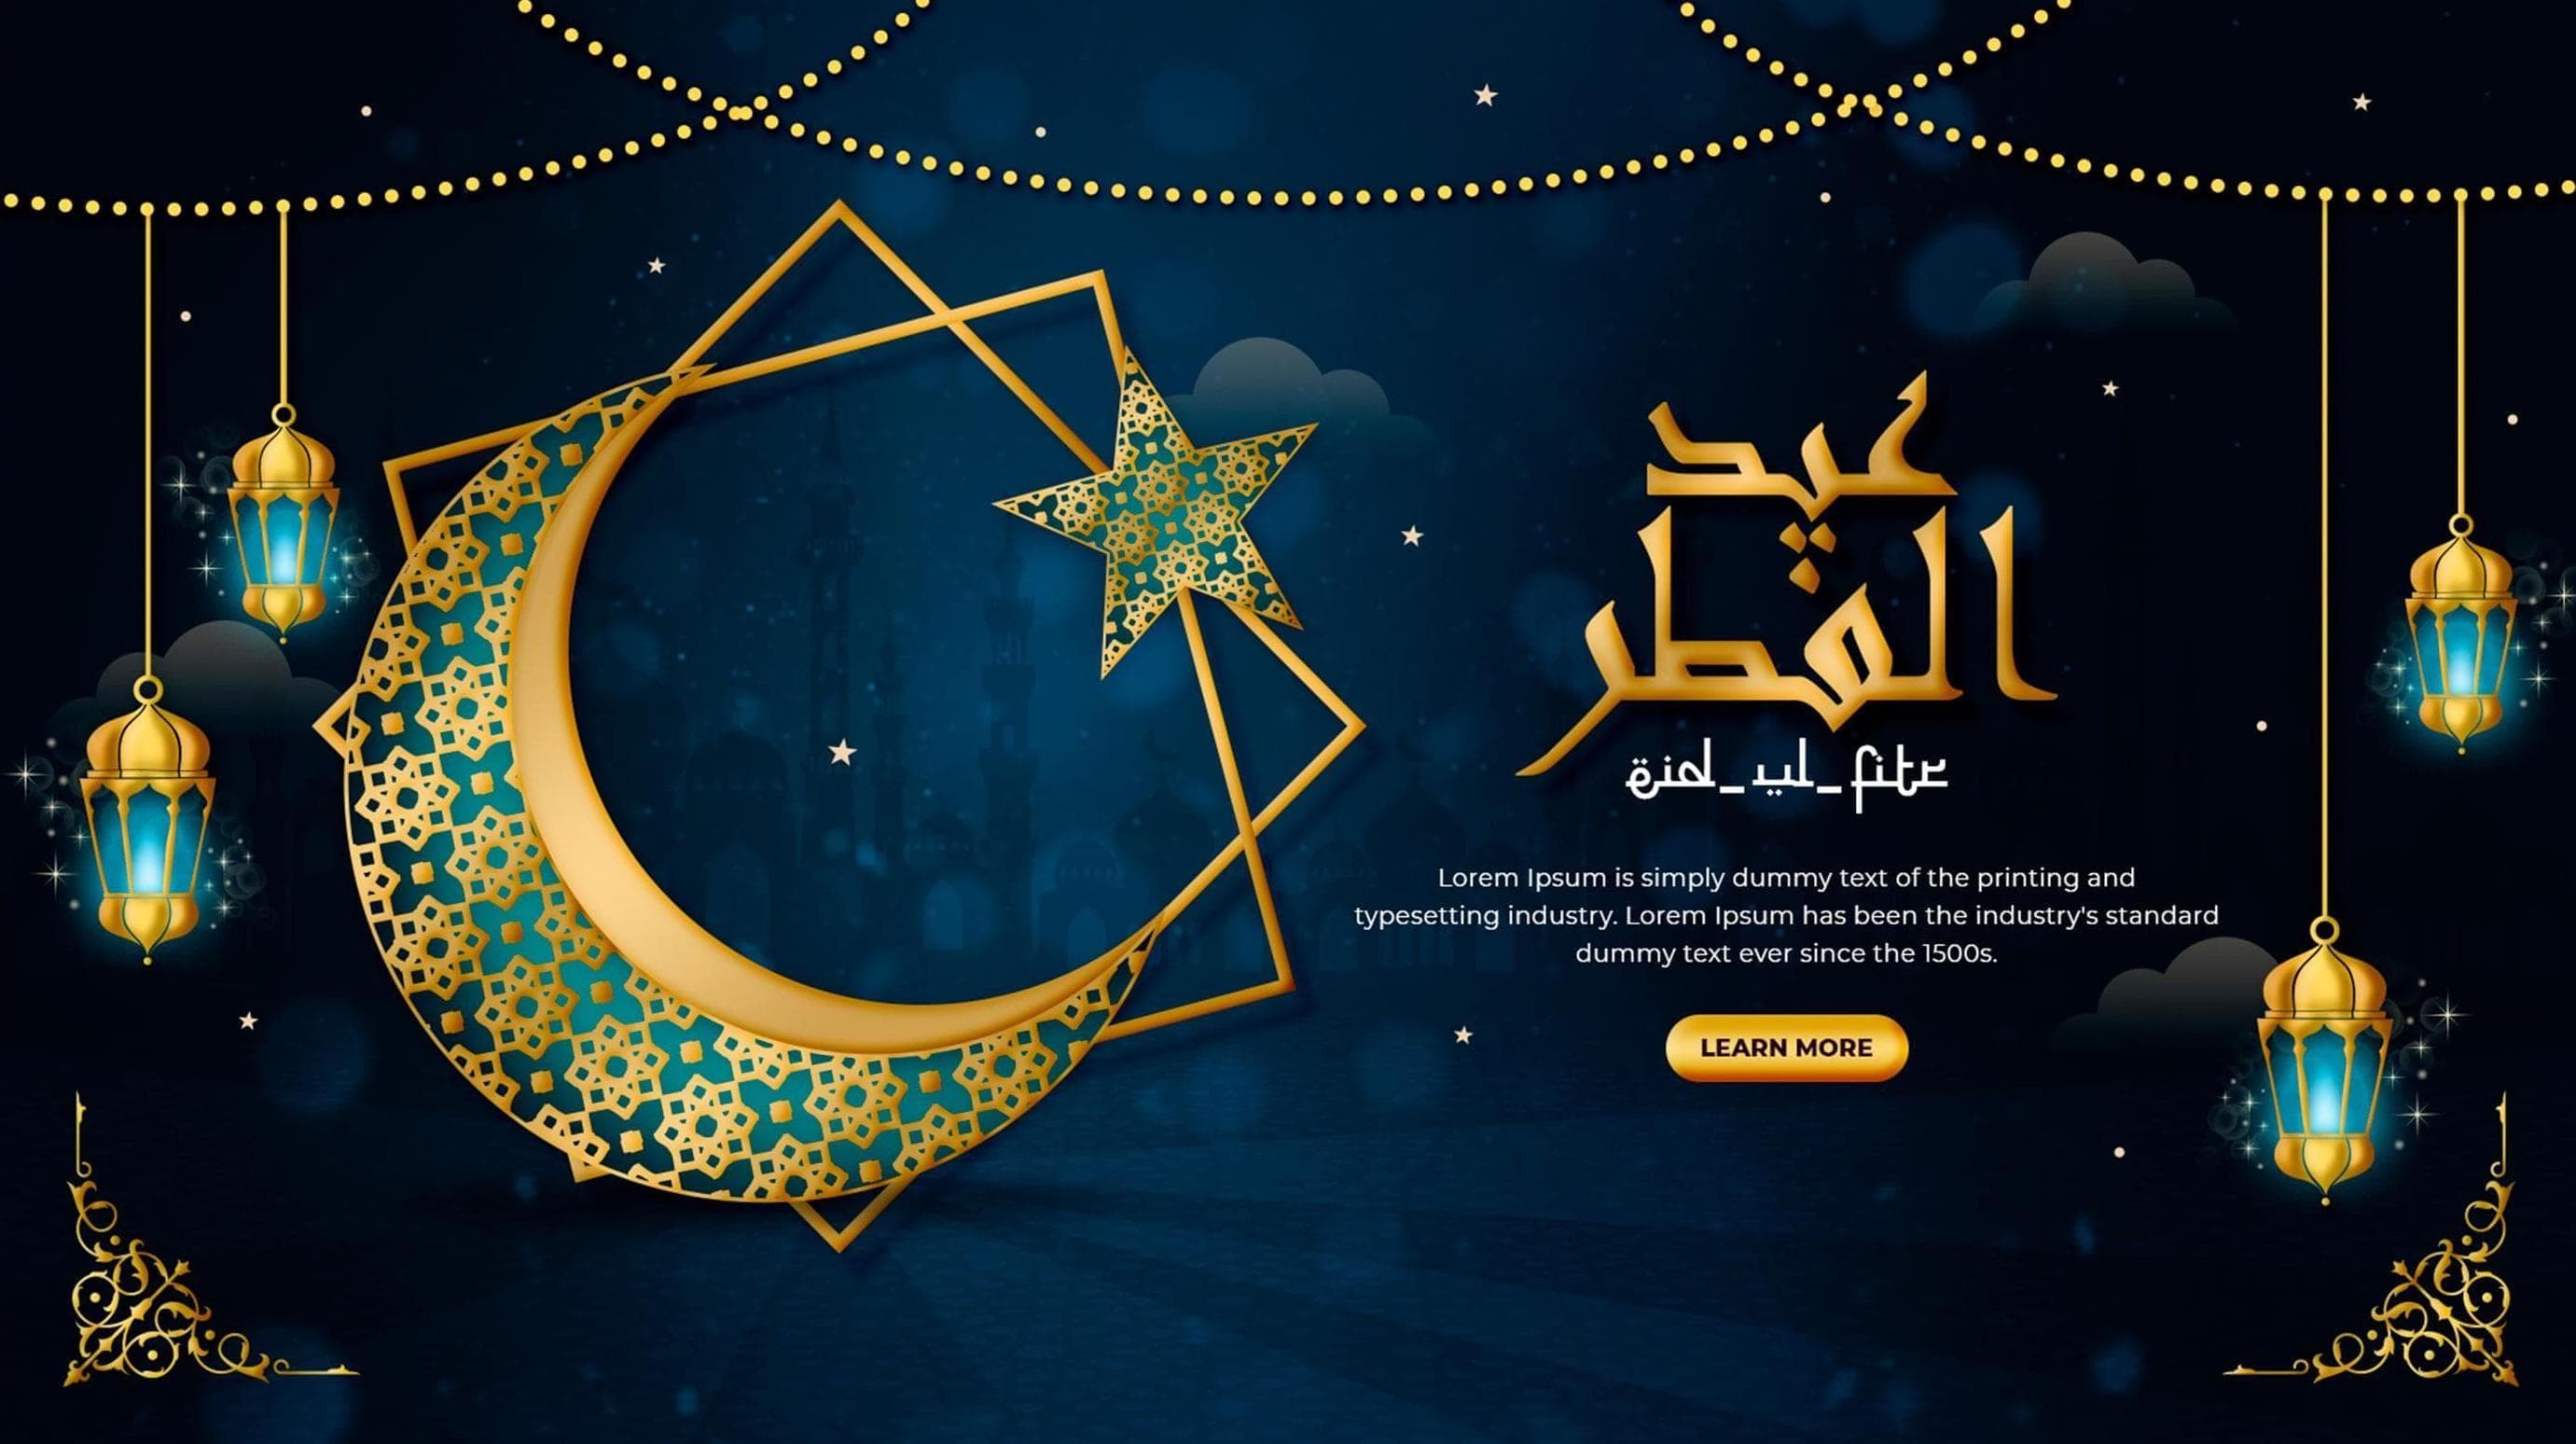 عيد
الفطر
eid_ul_fitr
Lorem Ipsum is simply dummy text of the printing and
typesetting industry. Lorem Ipsum has been the industry's standard
dummy text ever since the 1500s.
LEARN MORE